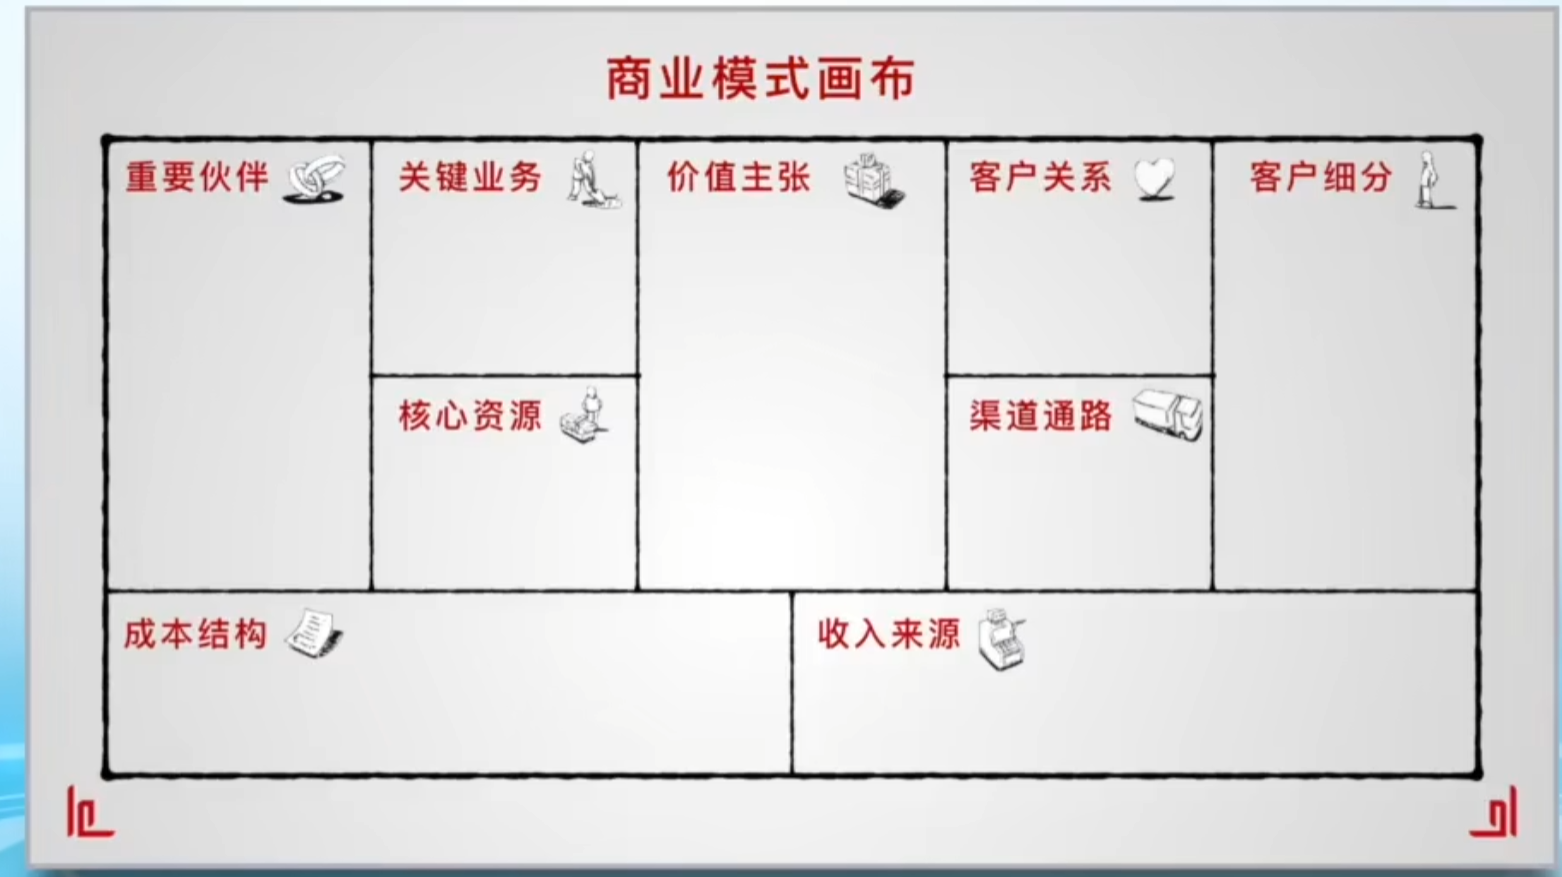 商业模式画布
重要伙伴
关键业务
价值主张
客户关系
客户细分
核心资源
渠道通路
成本结构
收入来源